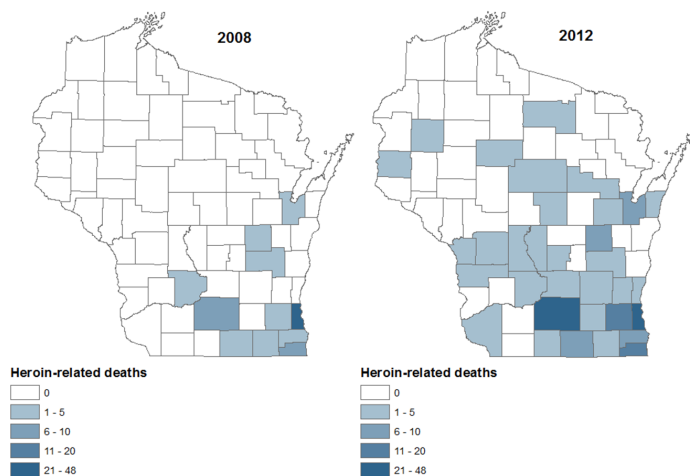 2008
2012
Heroin-related deaths
0
1 - 5
6 - 10
11 - 20
21 - 48
Heroin-related deaths
0
1 - 5
6 - 10
11 - 20
21 - 48